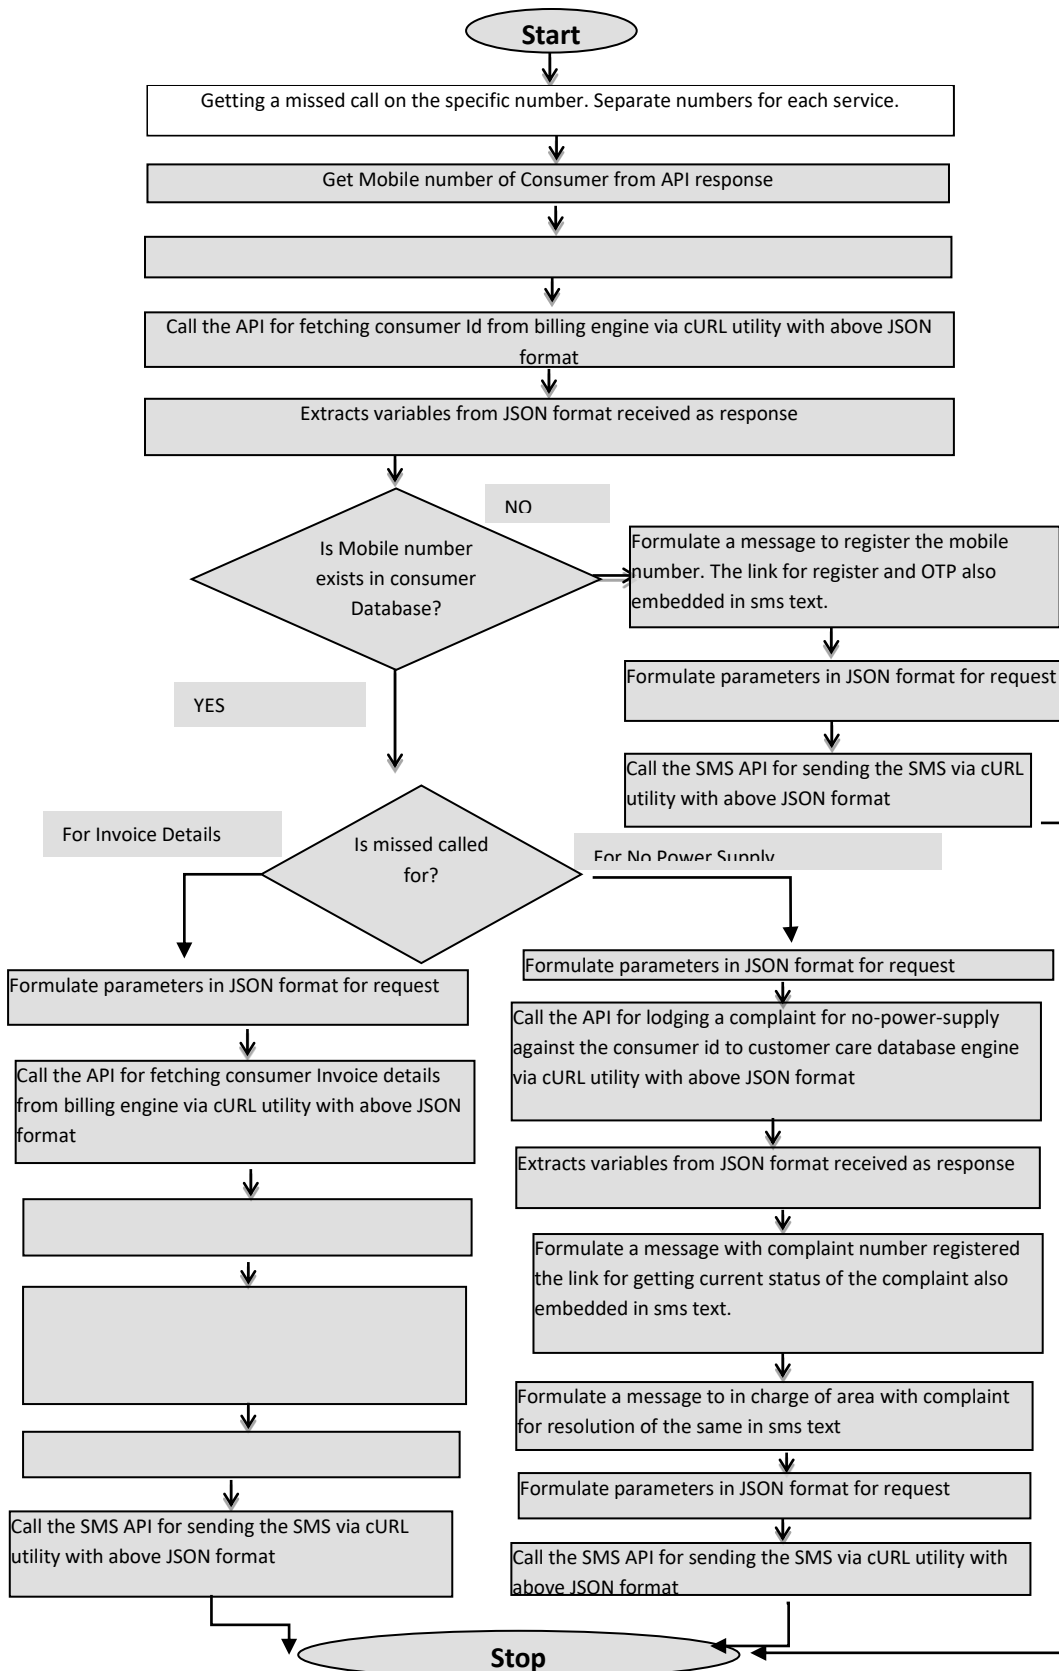 Start
Getting a missed call on the specific number. Separate numbers for each service.
Get Mobile number of Consumer from API response
Call the API for fetching consumer Id from billing engine via cURL utility with above JSON
format
Extracts variables from JSON format received as response
NO
Is Mobile number
exists in consumer
Database?
Formulate a message to register the mobile
number. The link for register and OTP also
embedded in sms text.
Formulate parameters in JSON format for request
YES
Call the SMS API for sending the SMS via cURL
utility with above JSON format
For Invoice Details
Is missed called
for?
For No Power Supply
Formulate parameters in JSON format for request
Call the API for fetching consumer Invoice details
from billing engine via cURL utility with above JSON
format
Call the SMS API for sending the SMS via cURL
utility with above JSON format
Formulate parameters in JSON format for request
Call the API for lodging a complaint for no-power-supply
against the consumer id to customer care database engine
via cURL utility with above JSON format
Extracts variables from JSON format received as response
Formulate a message with complaint number registered
the link for getting current status of the complaint also
embedded in sms text.
Formulate a message to in charge of area with complaint
for resolution of the same in sms text
Formulate parameters in JSON format for request
Call the SMS API for sending the SMS via cURL utility with
above JSON format
Stop